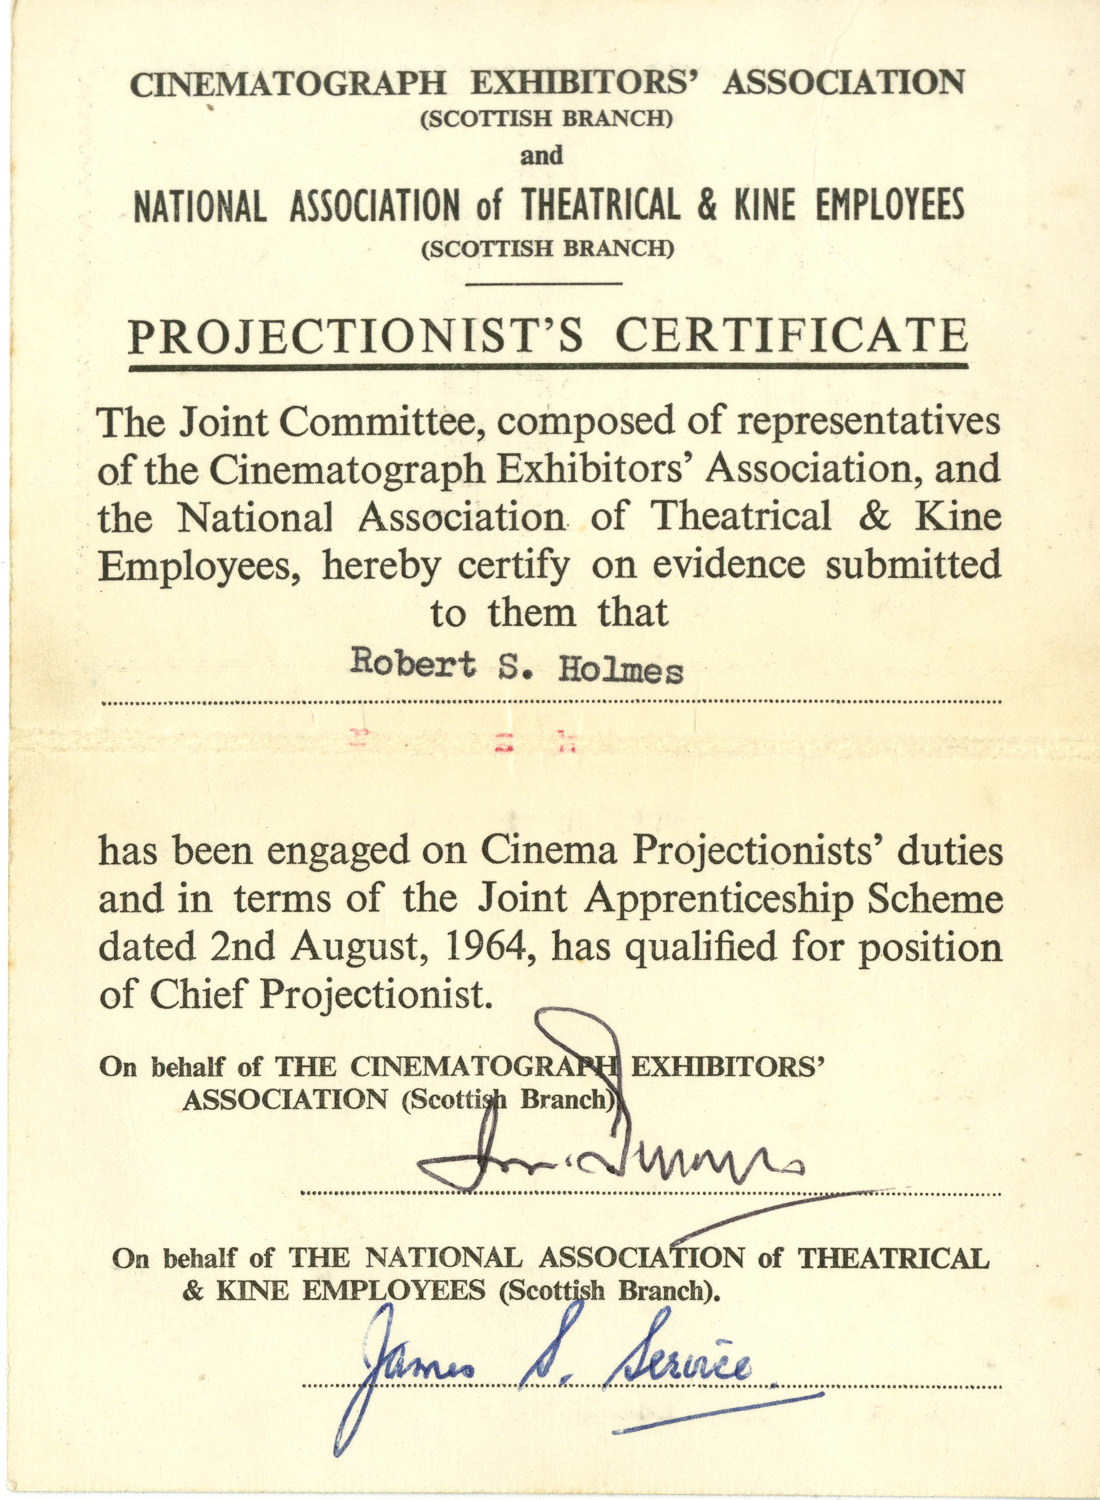 CINEMATOGRAPH EXHIBITORS' ASSOCIATION
(SCOTTISH BRANCH)
and
NATIONAL ASSOCIATION of THEATRICAL & KINE EMPLOYEES
(SCOTTISH BRANCH)
PROJECTIONIST'S CERTIFICATE
The Joint Committee, composed of representatives
of the Cinematograph Exhibitors' Association, and
the National Association of Theatrical & Kine
Employees, hereby certify on evidence submitted
to them that
Robert S. Holmes
has been engaged on Cinema Projectionists' duties
and in terms of the Joint Apprenticeship Scheme
dated 2nd August, 1964, has qualified for position
of Chief Projectionist.
On behalf of THE CINEMATOGRAPH EXHIBITORS'
ASSOCIATION (Scottish Branch)
On behalf of THE NATIONAL ASSOCIATION of THEATRICAL
& KINE EMPLOYEES (Scottish Branch).
James S. Service